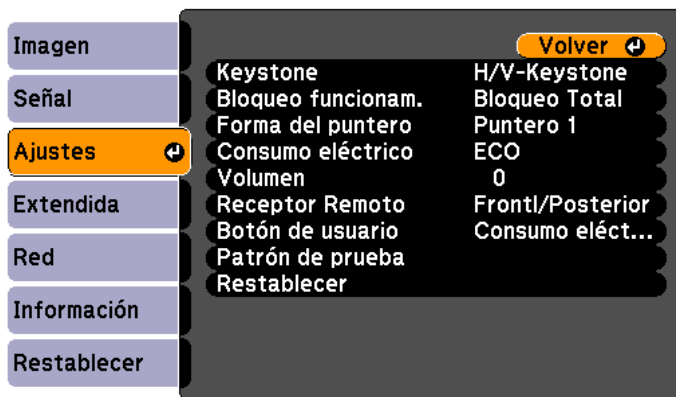 Imagen
Señal
Ajustes
Extendida
Red
Información
Restablecer
Volver
Keystone H/V-Keystone
Bloqueo funcionam. Bloqueo Total
Forma del puntero Puntero 1
Consumo eléctrico ECO
Volumen 0
Receptor Remoto Frontl/Posterior
Botón de usuario Consumo eléct...
Patrón de prueba
Restablecer